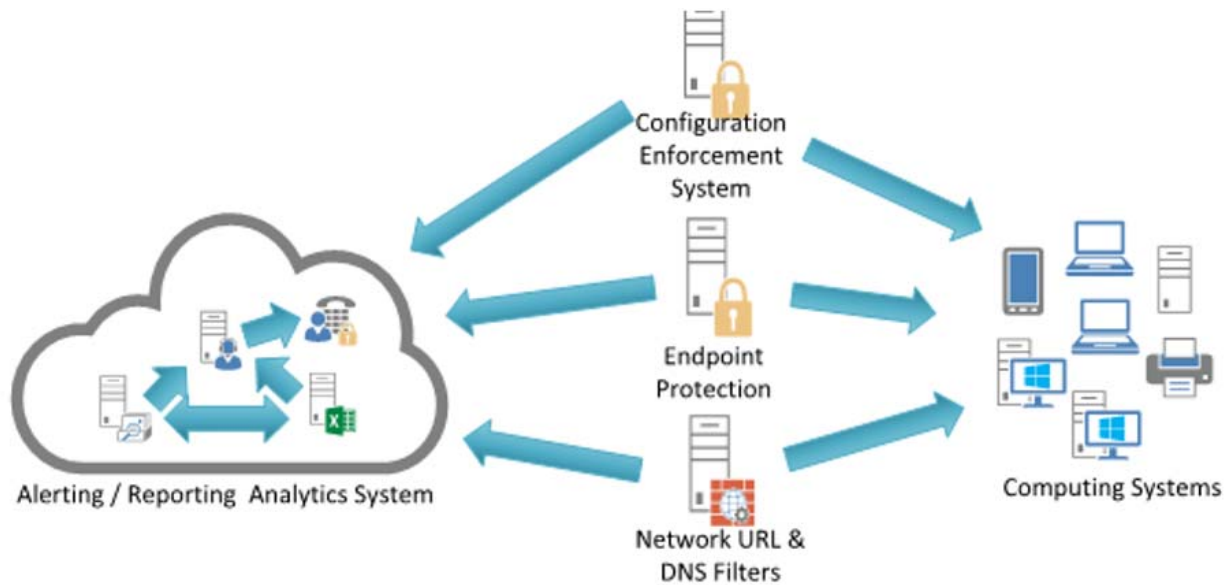 Configuration
Enforcement
System
Endpoint
Protection
Alerting / Reporting Analytics System
Computing Systems
Network URL &
DNS Filters